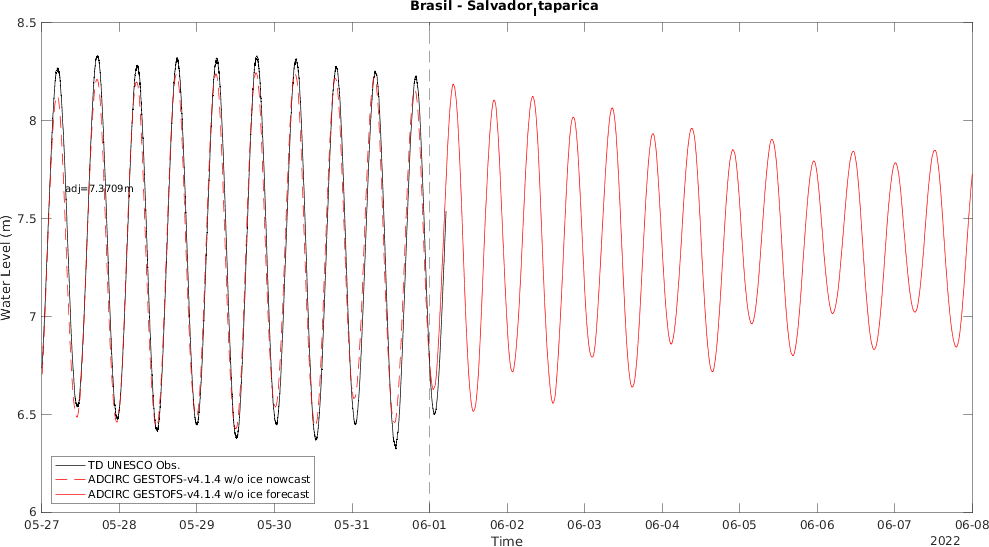 Brasil - Salvador_Itaparica
8.5
8
7.5
7
6.5
6
Water Level (m)
adj=7.3709m
TD UNESCO Obs.
ADCIRC GESTOFS-v4.1.4 w/o ice nowcast
ADCIRC GESTOFS-v4.1.4 w/o ice forecast
05-27 05-28 05-29 05-30 05-31 06-01 06-02 06-03 06-04 06-05 06-06 06-07 06-08
Time
2022